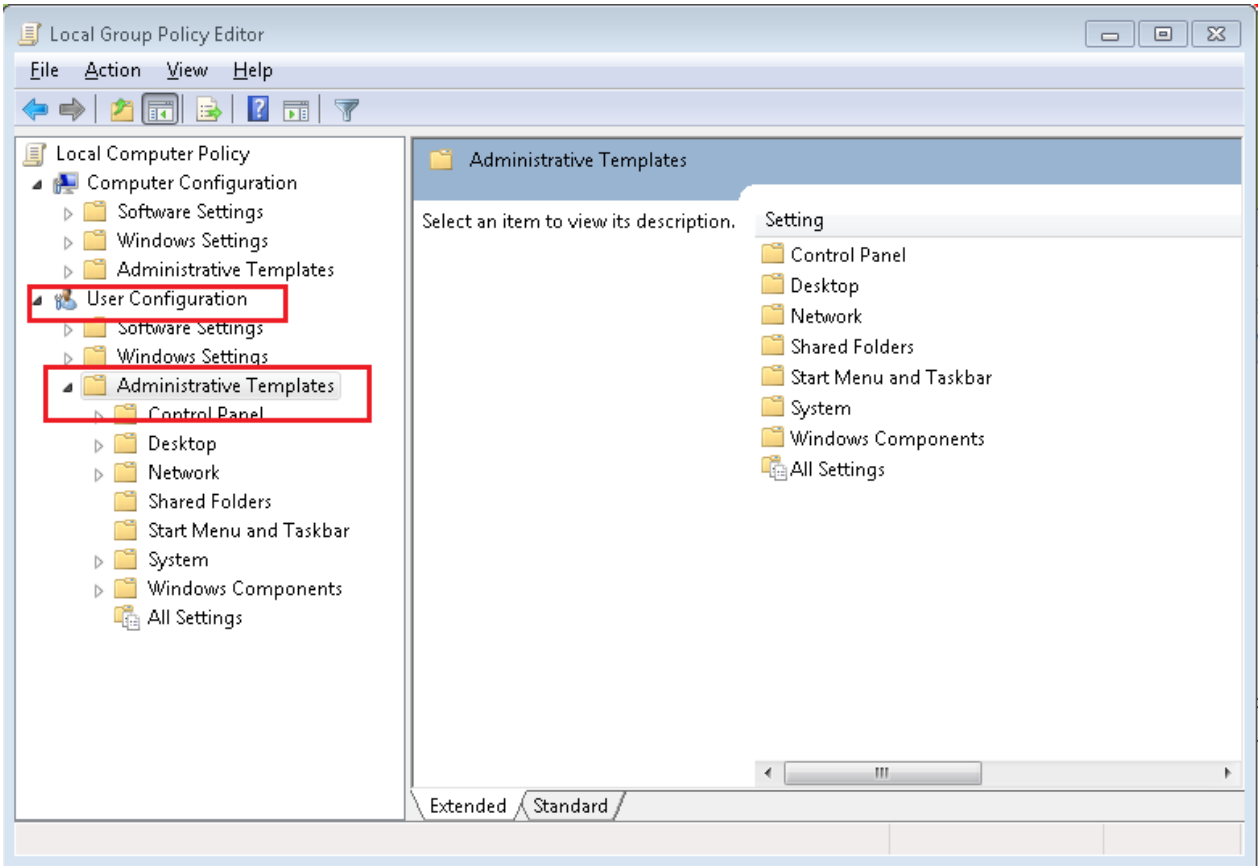 Local Group Policy Editor
File Action View Help
Local Computer Policy
Computer Configuration
Software Settings
Windows Settings
Administrative Templates
User Configuration
Software Settings
Windows Settings
Administrative Templates
Control Panel
Desktop
Network
Shared Folders
Start Menu and Taskbar
System
Windows Components
All Settings
Administrative Templates
Select an item to view its description.
Setting
Control Panel
Desktop
Network
Shared Folders
Start Menu and Taskbar
System
Windows Components
All Settings
Extended Standard